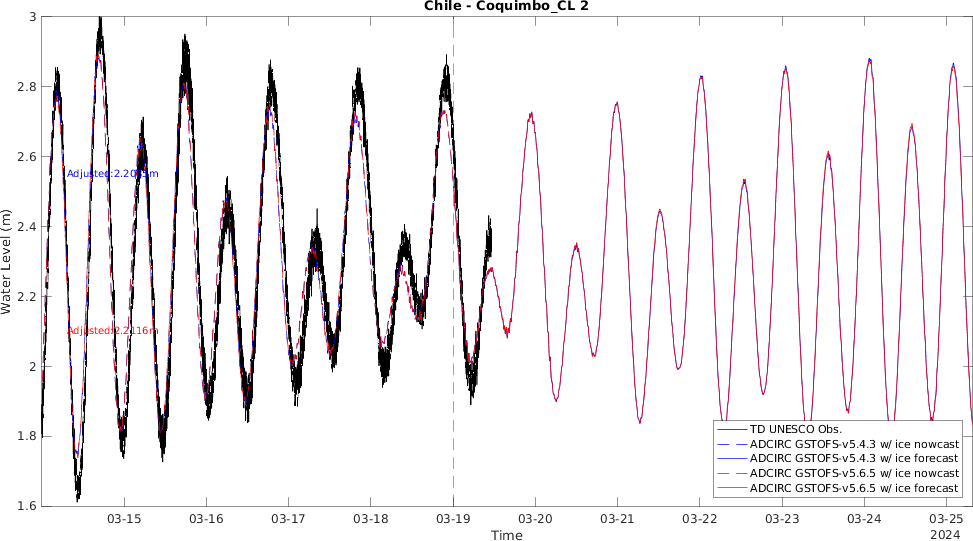 Chile - Coquimbo_CL 2
3
2.8
2.6
2.4
2.2
2
1.8
1.6
Water Level (m)
Adjusted:2.2116m
TD UNESCO Obs.
ADCIRC GSTOFS-v5.4.3 w/ ice nowcast
ADCIRC GSTOFS-v5.4.3 w/ ice forecast
ADCIRC GSTOFS-v5.6.5 w/ ice nowcast
ADCIRC GSTOFS-v5.6.5 w/ ice forecast
03-15 03-16 03-17 03-18 03-19 03-20 03-21 03-22 03-23 03-24 03-25
Time
2024